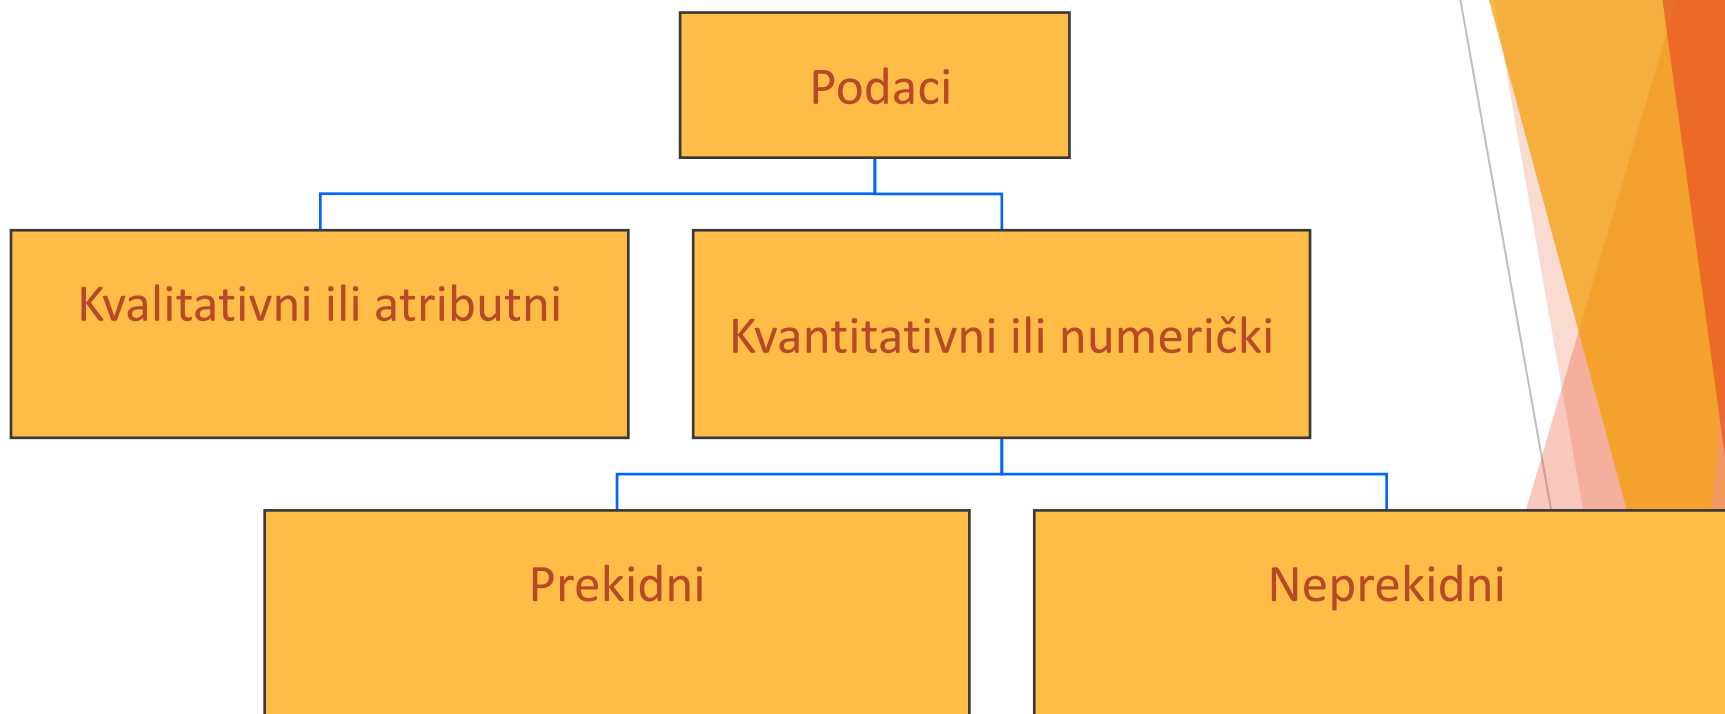 Podaci
Kvalitativni ili atributni
Kvantitativni ili numerički
Prekidni
Neprekidni